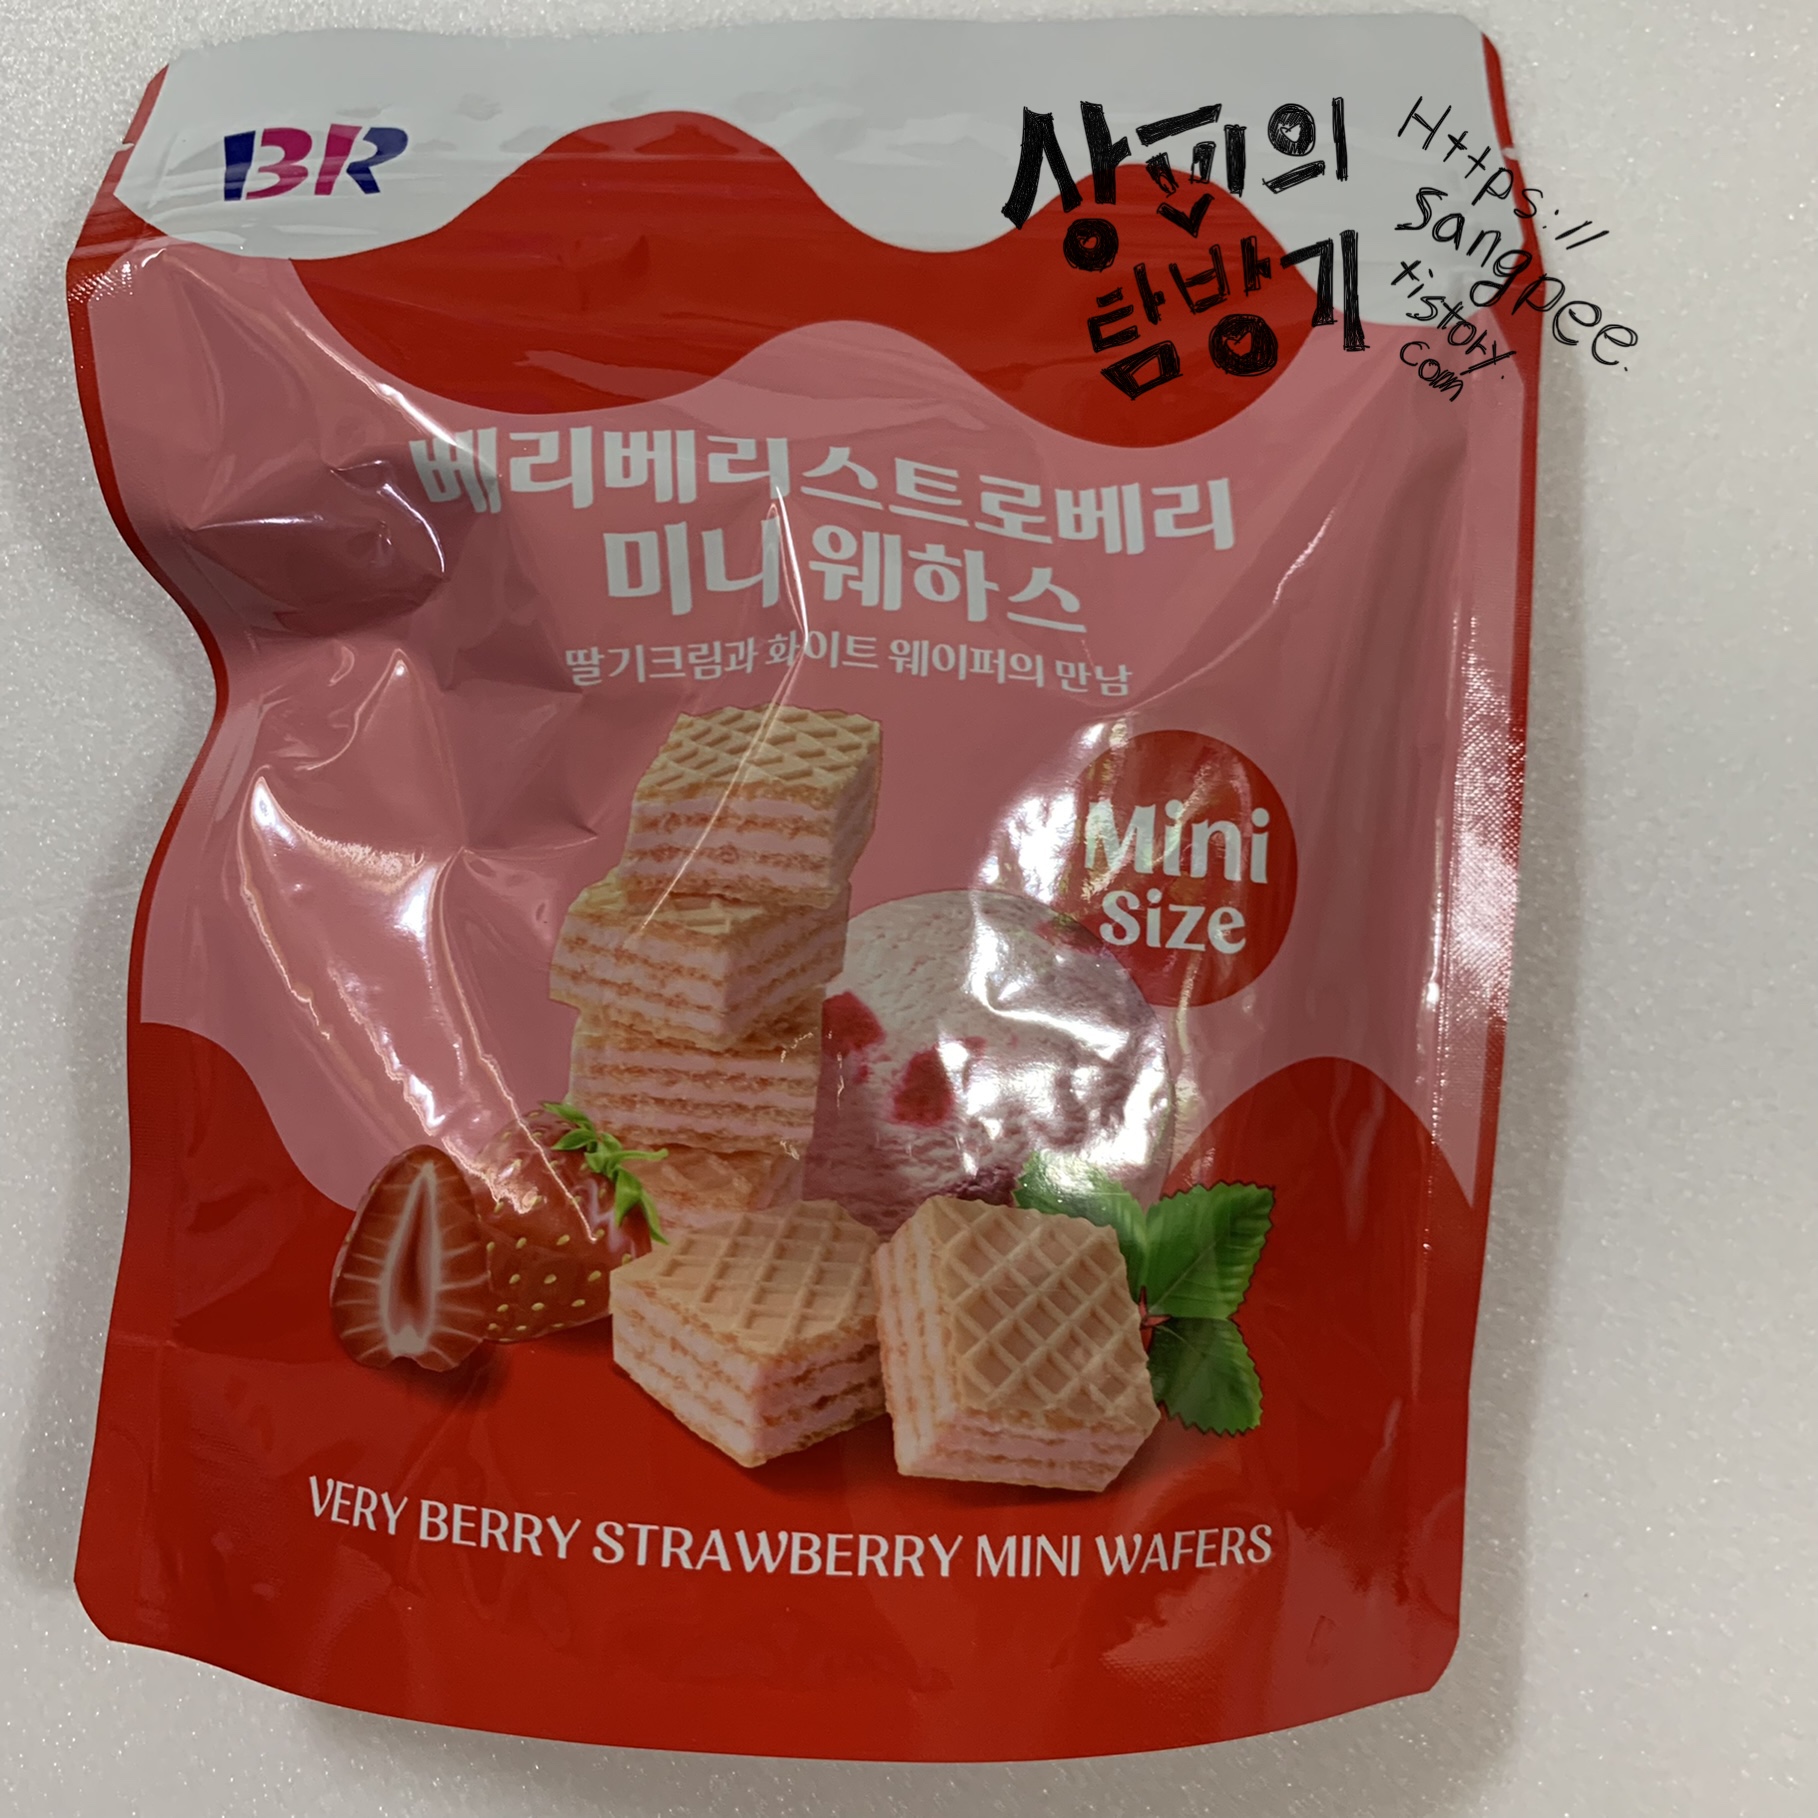 BR
상피의
탐방기
Https://
sangpee.
tistory.
com
베리베리스트로베리
미니 웨하스
딸기크림과 화이트 웨이퍼의 만남
Mini
Size
VERY BERRY STRAWBERRY MINI WAFERS